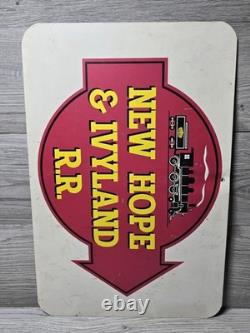 NEW HOPE
& IVYLAND
R.R.